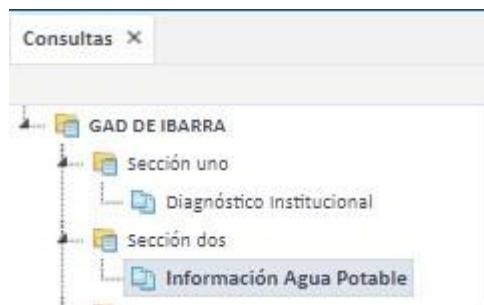 Consultas ×
GAD DE IBARRA
Sección uno
Diagnóstico Institucional
Sección dos
Información Agua Potable